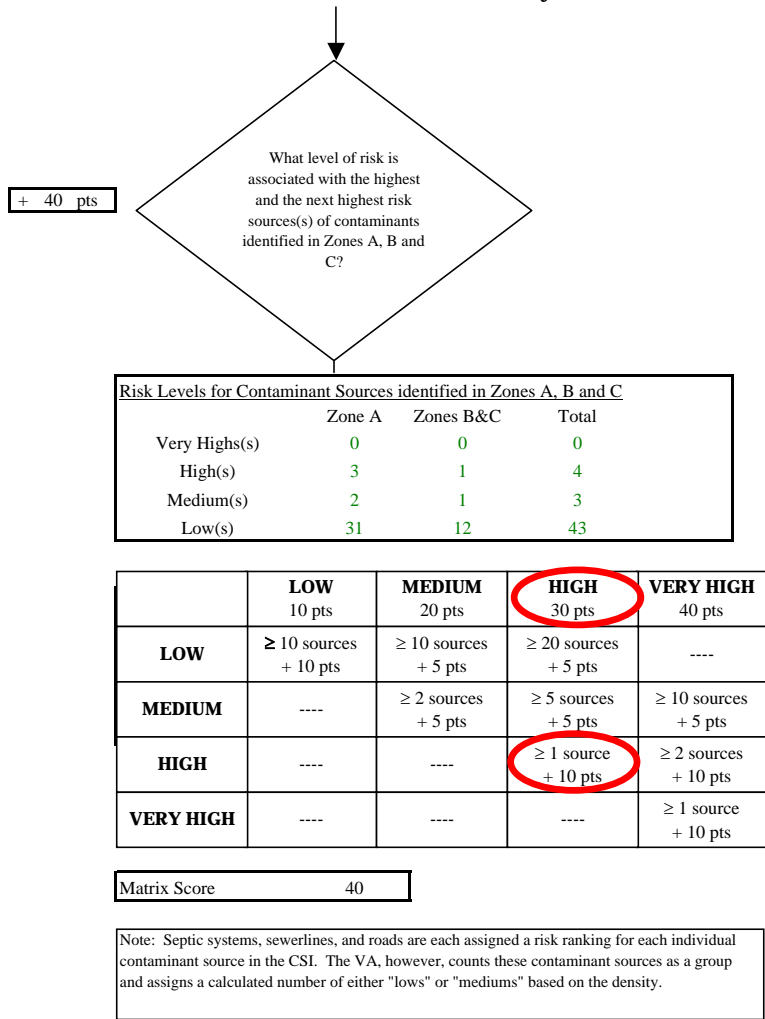 What level of risk is
associated with the highest
and the next highest risk
sources(s) of contaminants
identified in Zones A, B and
C?
+ 40 pts
Risk Levels for Contaminant Sources identified in Zones A, B and C
Zone A Zones B&C Total
Very Highs(s) 0 0 0
High(s) 3 1 4
Medium(s) 2 1 3
Low(s) 31 12 43
LOW MEDIUM HIGH VERY HIGH
10 pts 20 pts 30 pts 40 pts
LOW ≥ 10 sources ≥ 10 sources ≥ 20 sources ----
+ 10 pts + 5 pts + 5 pts
MEDIUM ---- ≥ 2 sources ≥ 5 sources ≥ 10 sources
+ 5 pts + 5 pts + 5 pts
HIGH ---- ---- ≥ 1 source ≥ 2 sources
+ 10 pts + 10 pts
VERY HIGH ---- ---- ---- ≥ 1 source
+ 10 pts
Matrix Score 40
Note: Septic systems, sewerlines, and roads are each assigned a risk ranking for each individual
contaminant source in the CSI. The VA, however, counts these contaminant sources as a group
and assigns a calculated number of either "lows" or "mediums" based on the density.